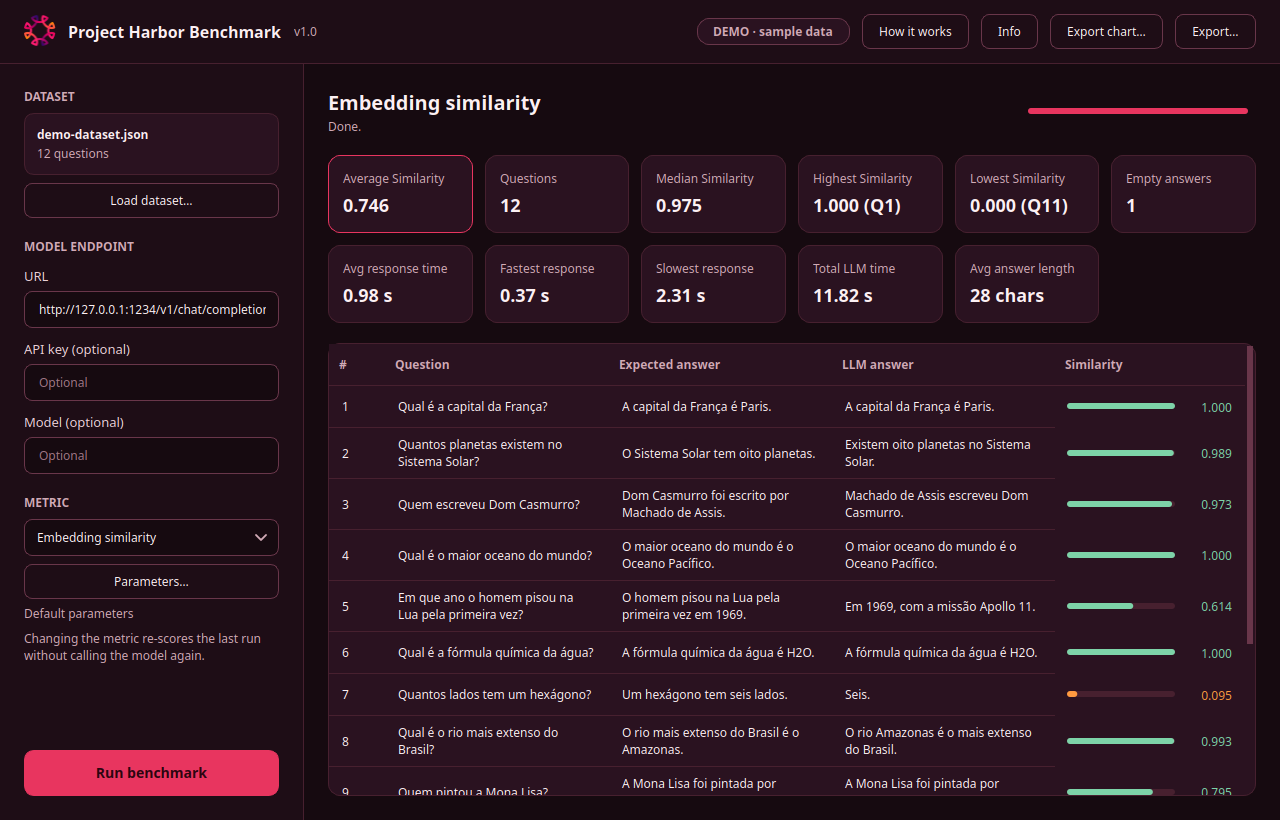 Project Harbor Benchmark v1.0
DEMO · sample data
How it works
Info
Export chart...
Export...
DATASET
demo-dataset.json
12 questions
Load dataset...
MODEL ENDPOINT
URL
http://127.0.0.1:1234/v1/chat/completior
API key (optional)
Optional
Model (optional)
Optional
METRIC
Embedding similarity
Parameters...
Default parameters
Changing the metric re-scores the last run
without calling the model again.
Run benchmark
Embedding similarity
Done.
Average Similarity
0.746
Questions
12
Median Similarity
0.975
Highest Similarity
1.000 (Q1)
Lowest Similarity
0.000 (Q11)
Empty answers
1
Avg response time
0.98 s
Fastest response
0.37 s
Slowest response
2.31 s
Total LLM time
11.82 s
Avg answer length
28 chars
# Question Expected answer LLM answer Similarity
1 Qual é a capital da França? A capital da França é Paris. A capital da França é Paris. 1.000
2
Quantos planetas existem no
Sistema Solar?
O Sistema Solar tem oito planetas.
Existem oito planetas no Sistema
Solar.
0.989
3
Quem escreveu Dom Casmurro?
Dom Casmurro foi escrito por
Machado de Assis.
Machado de Assis escreveu Dom
Casmurro.
0.973
4
Qual é o maior oceano do mundo?
O maior oceano do mundo é o
Oceano Pacífico.
O maior oceano do mundo é o
Oceano Pacífico.
1.000
5
Em que ano o homem pisou na
Lua pela primeira vez?
O homem pisou na Lua pela
primeira vez em 1969.
Em 1969, com a missão Apollo 11.
0.614
6 Qual é a fórmula química da água? A fórmula química da água é H2O. A fórmula química da água é H2O. 1.000
7 Quantos lados tem um hexágono? Um hexágono tem seis lados. Seis. 0.095
8
Qual é o rio mais extenso do
Brasil?
O rio mais extenso do Brasil é o
Amazonas.
O rio Amazonas é o mais extenso
do Brasil.
0.993
9
Quem pintou a Mona Lisa?
A Mona Lisa foi pintada por
A Mona Lisa foi pintada por
0.795